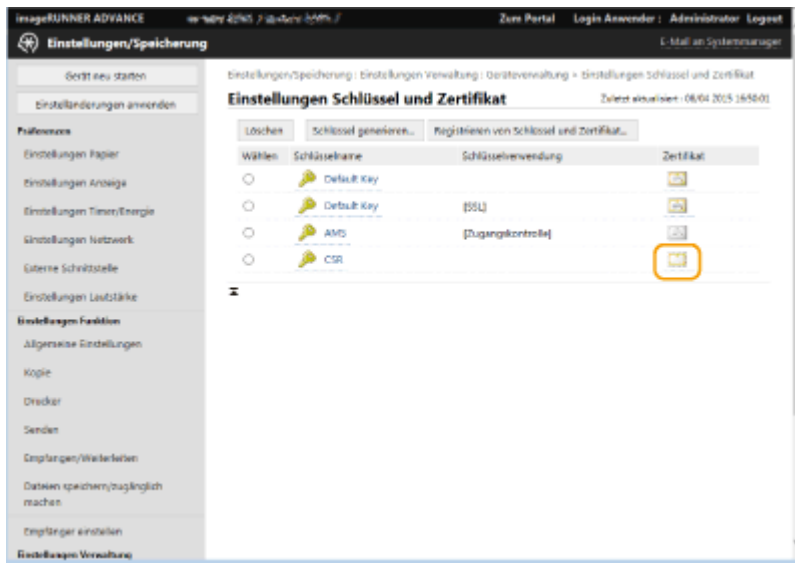 imageRUNNER ADVANCE Zum Portal Login Anwender : Administrator Logout
Einstellungen/Speicherung E-Mail an Systemmanager
Gerät neu starten
Einstelländerungen anwenden
Präferenzen
Einstellungen Papier
Einstellungen Anzeige
Einstellungen Timer/Energie
Einstellungen Netzwerk
Externe Schnittstelle
Einstellungen Lautstärke
Einstellungen Funktion
Allgemeine Einstellungen
Kopie
Drucker
Senden
Empfangen/Weiterleiten
Dateien speichern/zugänglich
machen
Empfänger einstellen
Einstellungen Verwaltung
Einstellungen/Speicherung : Einstellungen Verwaltung : Geräteverwaltung > Einstellungen Schlüssel und Zertifikat
Einstellungen Schlüssel und Zertifikat Zuletzt aktualisiert : 08/04 2015 16:50:01
Löschen Schlüssel generieren... Registrieren von Schlüssel und Zertifikat...
Wählen Schlüsselname Schlüsselverwendung Zertifikat
Default Key
Default Key [SSL]
AMS [Zugangskontrolle]
CSR